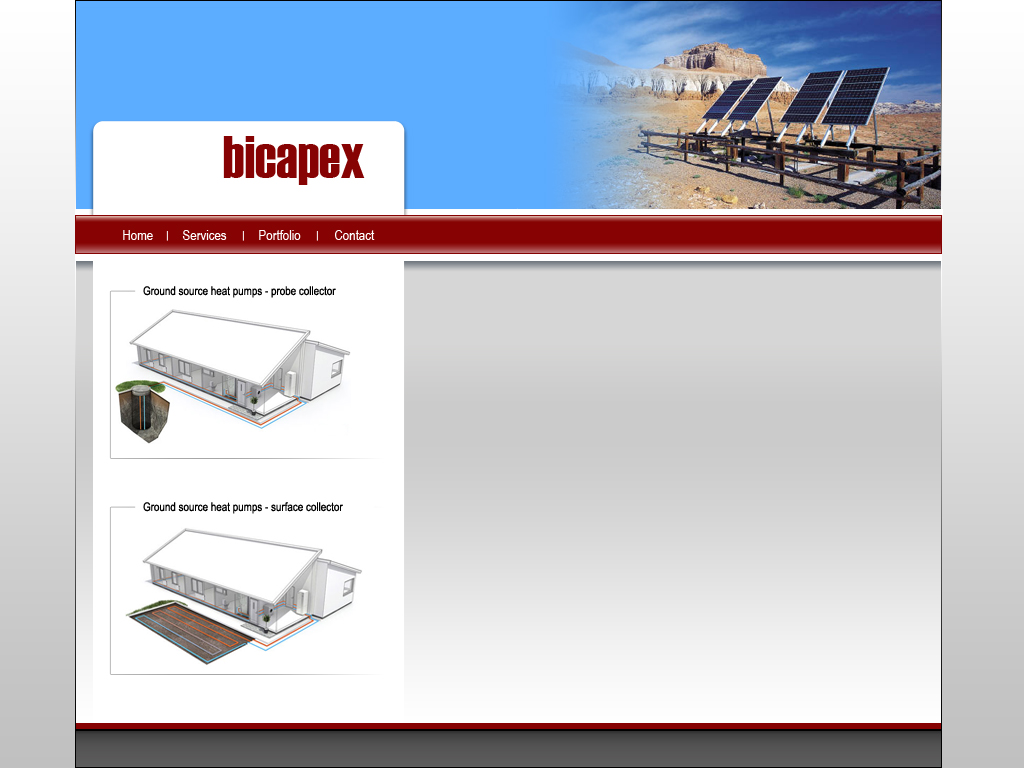 bicapex
Home | Services | Portfolio | Contact
Ground source heat pumps - probe collector
Ground source heat pumps - surface collector